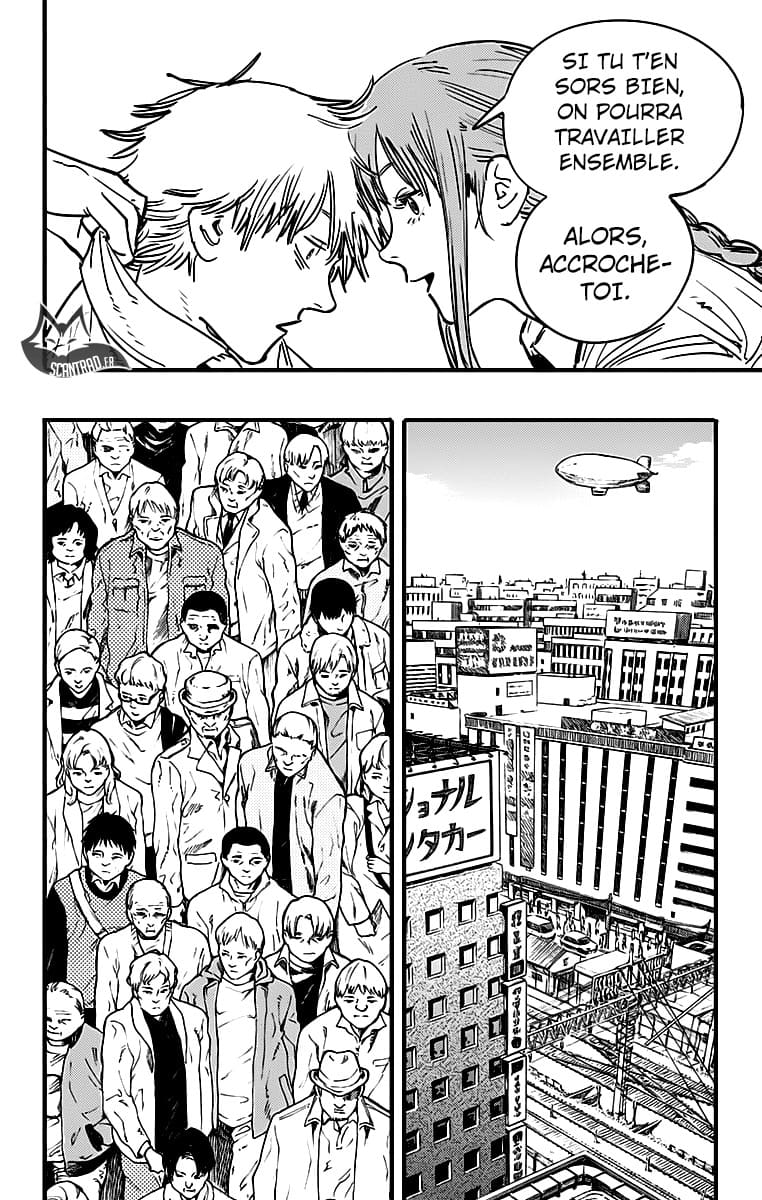 SI TU T'EN
SORS BIEN,
ON POURRA
TRAVAILLER
ENSEMBLE.
ALORS,
ACCROCHE-
TOI.
SCANTRAD.FR
ショナル
ンタカー